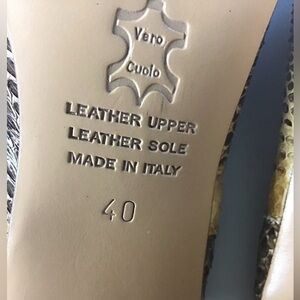 Vero
Cuoio
LEATHER UPPER
LEATHER SOLE
MADE IN ITALY
40